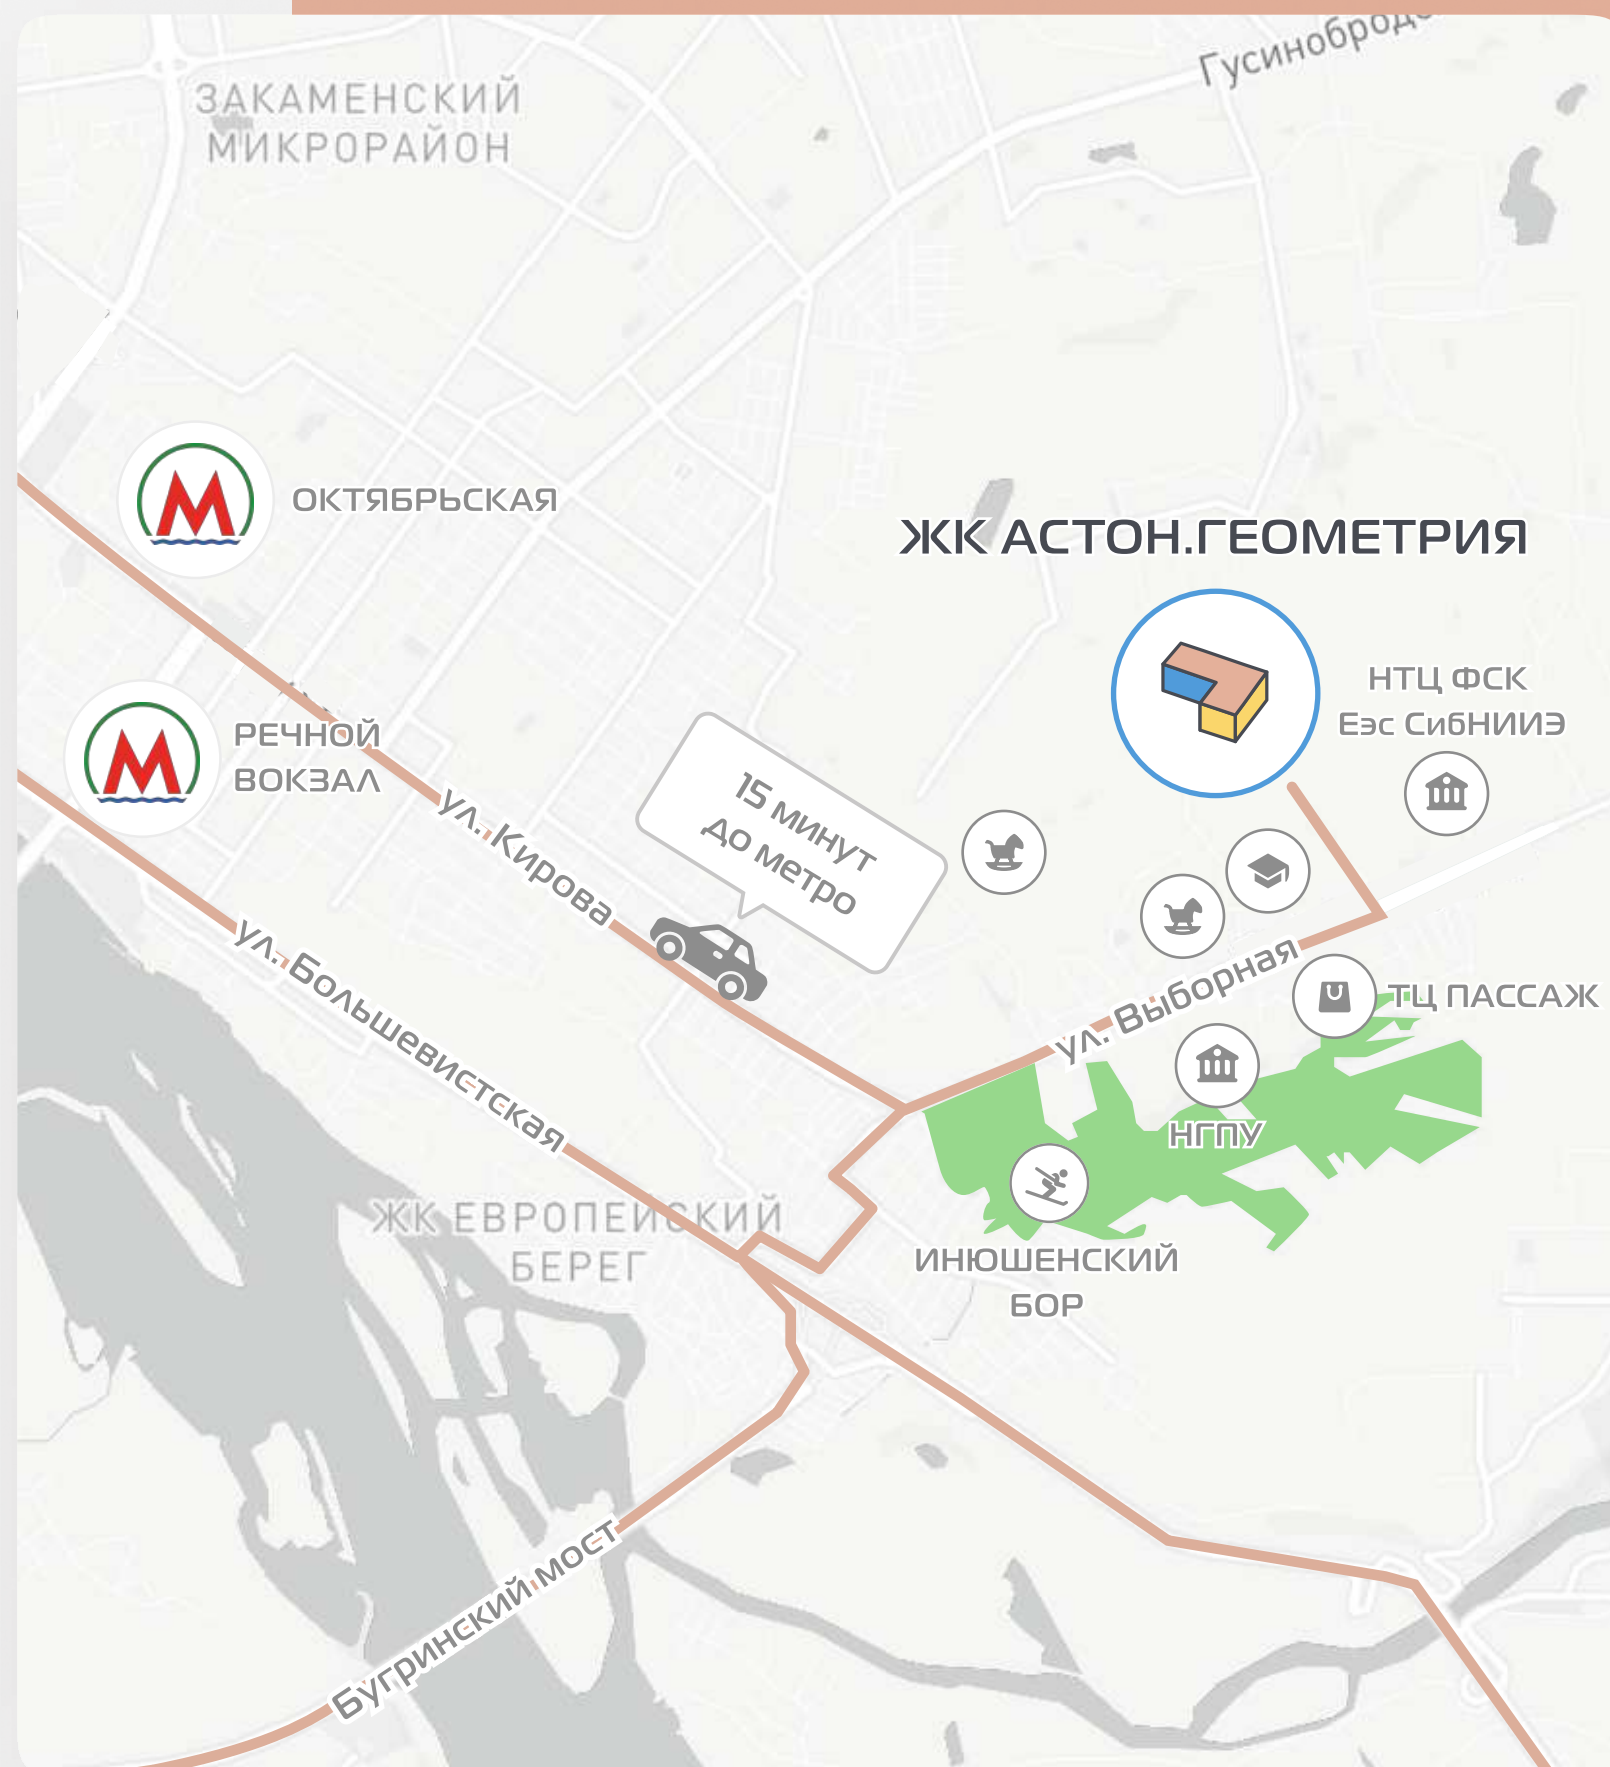 Гусинобродс
ЗАКАМЕНСКИЙ
МИКРОРАЙОН
М
ОКТЯБРЬСКАЯ
ЖК АСТОН.ГЕОМЕТРИЯ
НТЦ ФСК
Еэс СибНИИЭ
М
РЕЧНОЙ
ВОКЗАЛ
15 минут
до метро
ул. Кирова
ул. Большевистская
ул. Выборная
ТЦ ПАССАЖ
НГПУ
ЖК ЕВРОПЕЙСКИЙ
БЕРЕГ
ИНЮШЕНСКИЙ
БОР
Бугринский мост